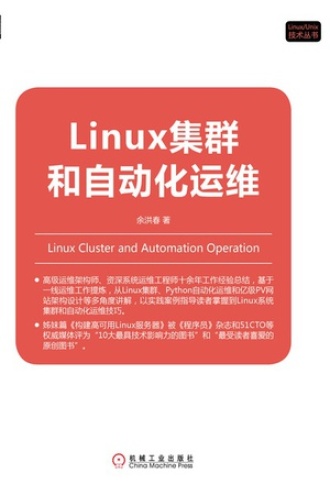 Linux/Unix
技术丛书
Linux集群
和自动化运维
余洪春 著
Linux Cluster and Automation Operation
高级运维架构师、资深系统运维工程师十余年工作经验总结，基于
一线运维工作提炼，从Linux集群、Python自动化运维和亿级PV网
站架构设计等多角度讲解，以实践案例指导读者掌握到Linux系统
集群和自动化运维技巧。
姊妹篇《构建高可用Linux服务器》被《程序员》杂志和51CTO等
权威媒体评为“10大最具技术影响力的图书”和“最受读者喜爱的
原创图书”。
机械工业出版社
China Machine Press